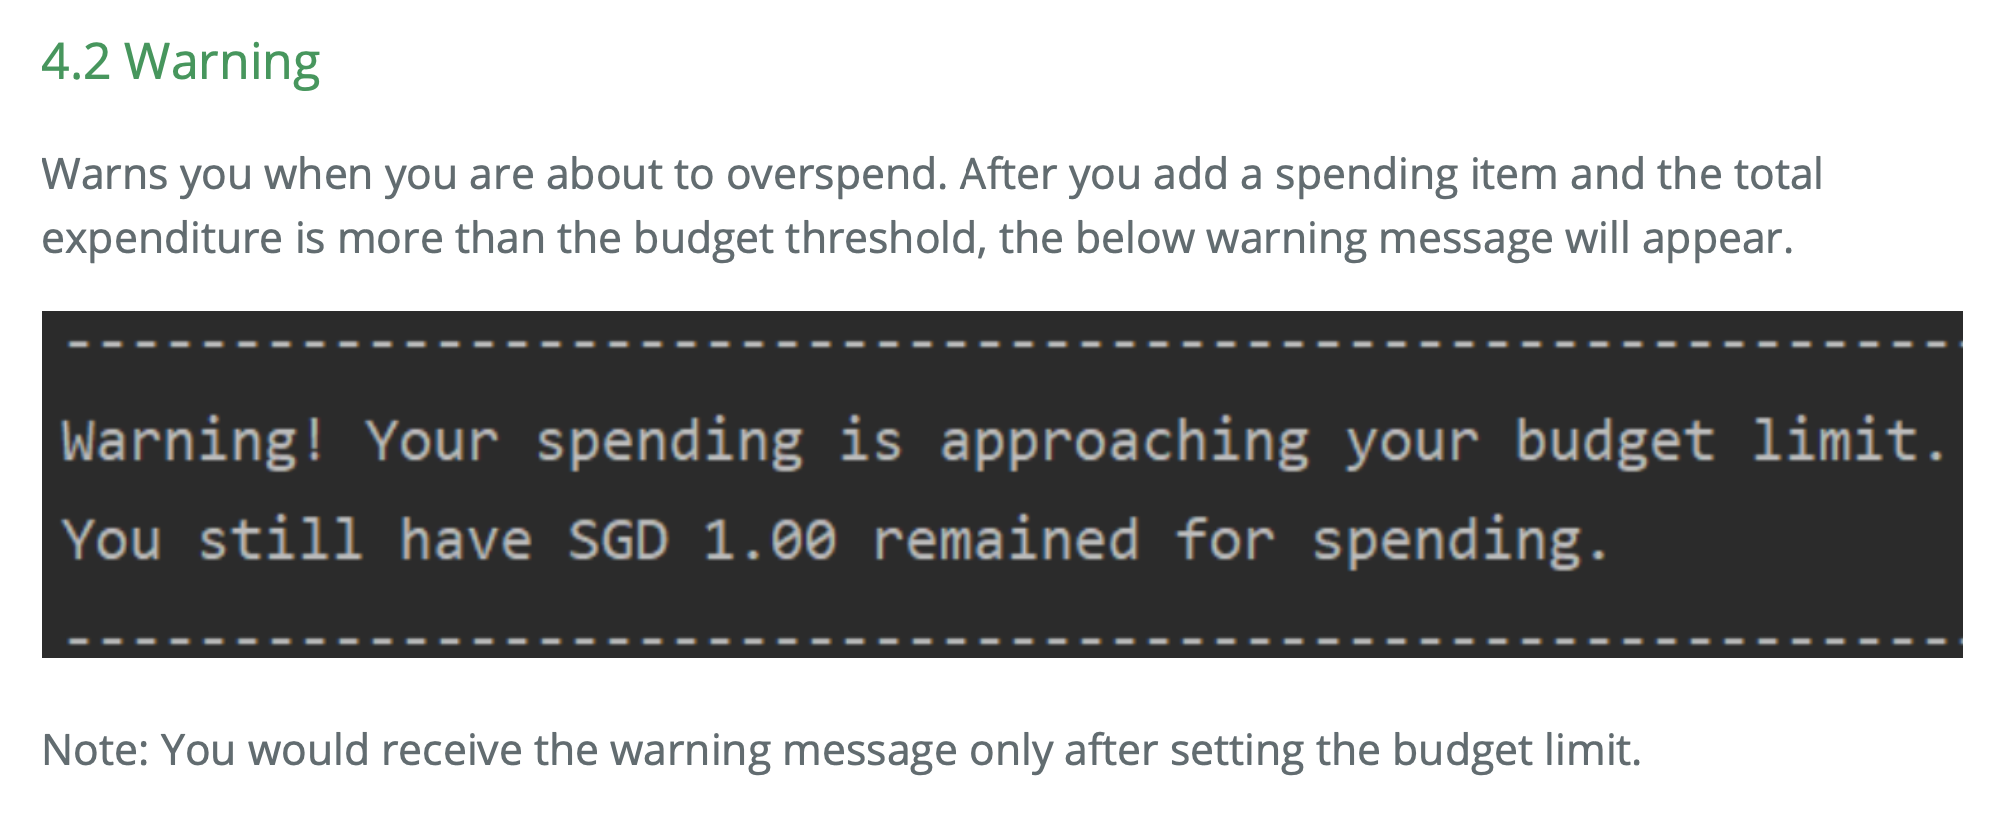 4.2 Warning
Warns you when you are about to overspend. After you add a spending item and the total
expenditure is more than the budget threshold, the below warning message will appear.
---------------------------------------------------------
Warning! Your spending is approaching your budget limit.
You still have SGD 1.00 remained for spending.
---------------------------------------------------------
Note: You would receive the warning message only after setting the budget limit.